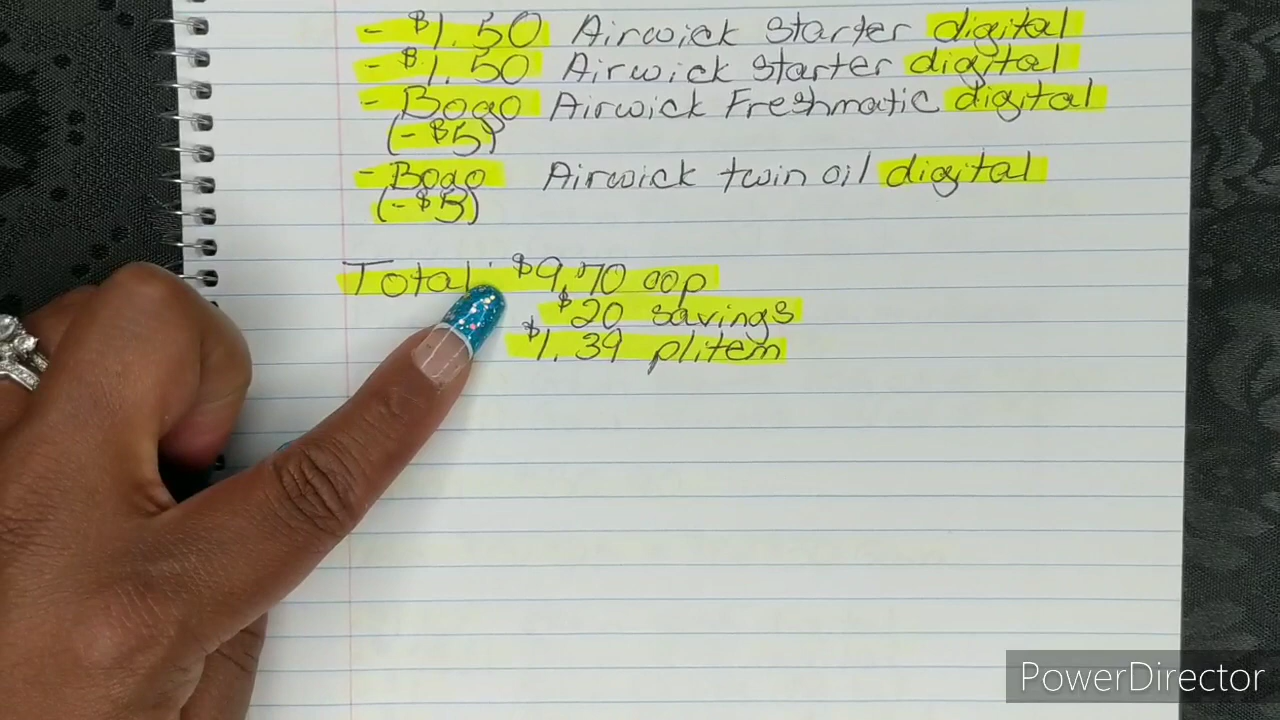 - $1.50 Airwick Starter digital
- $1.50 Airwick Starter digital
- Bogo Airwick Freshmatic digital
(- $5)
- Bogo Airwick twin oil digital
(- $5)
Total: $9.70 oop
$20 savings
$1.39 p/item
PowerDirector